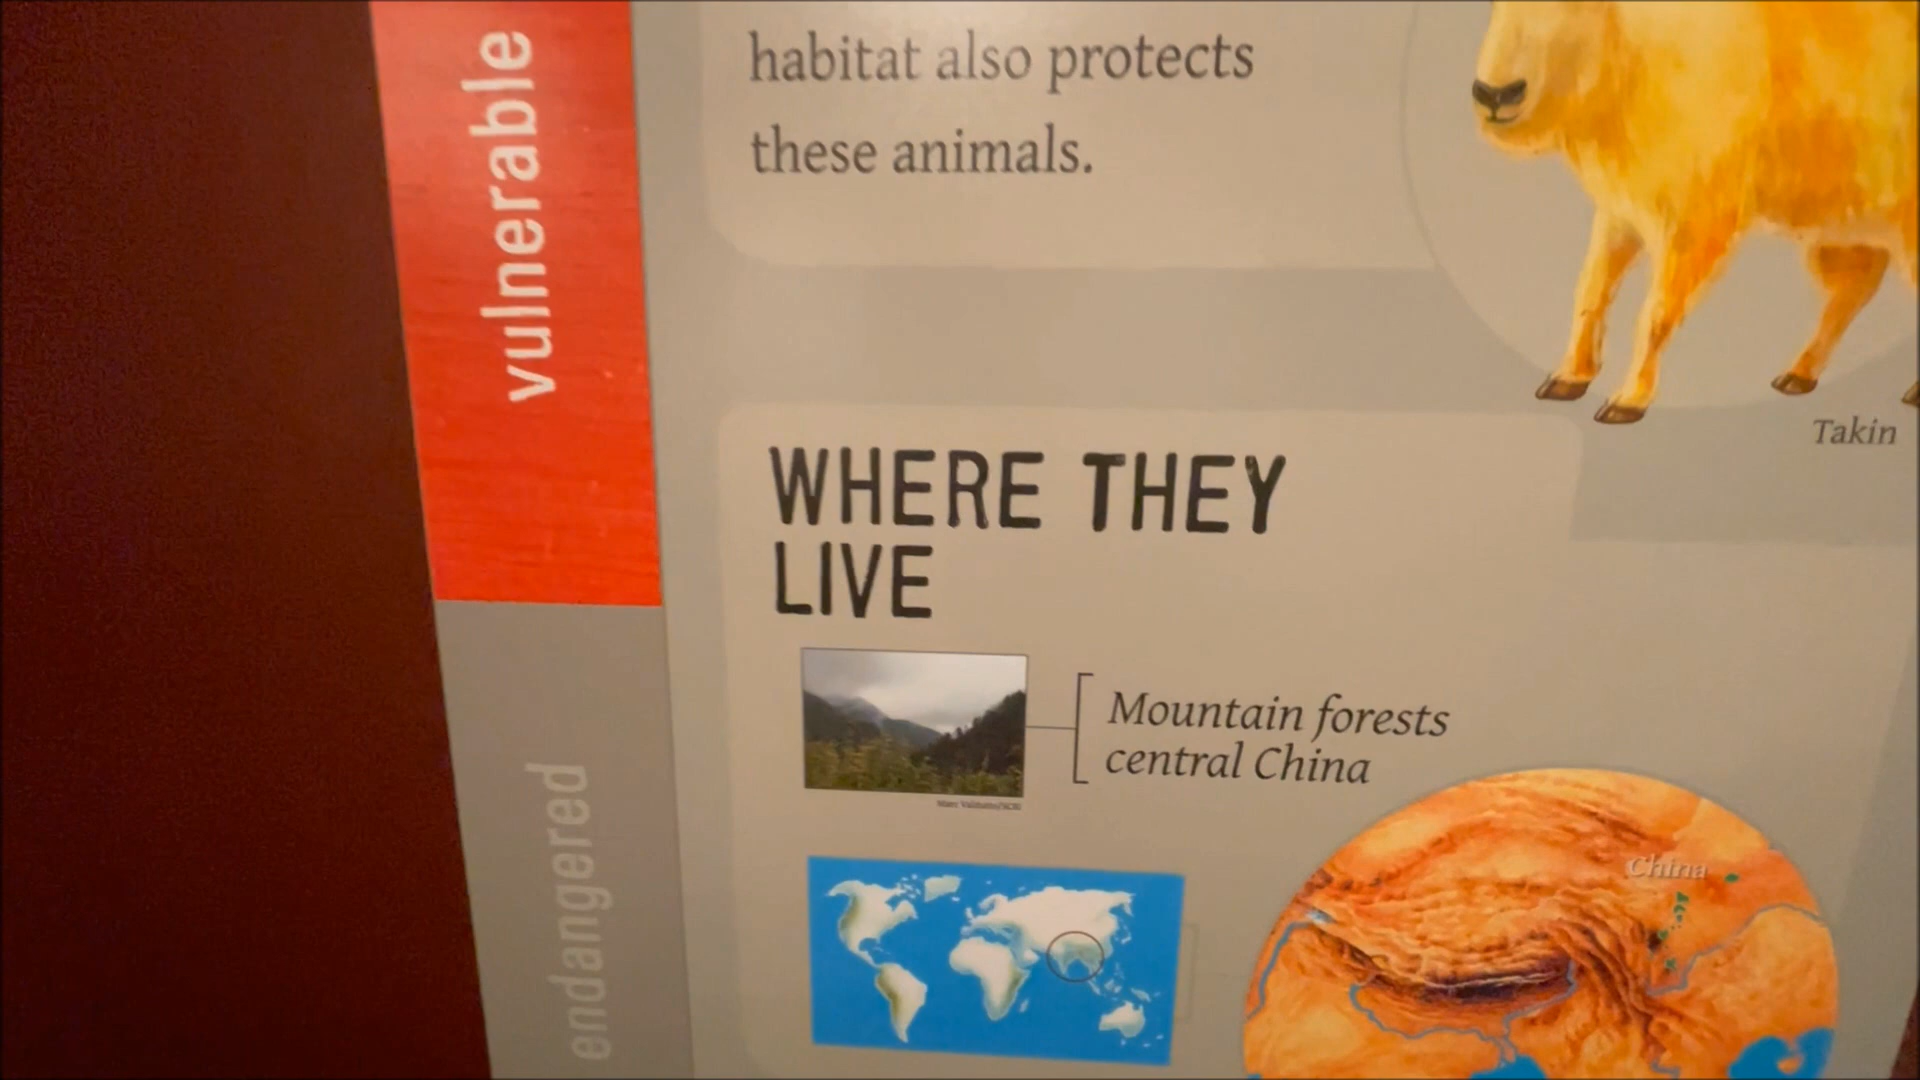 vulnerable
endangered
habitat also protects
these animals.
Takin
WHERE THEY
LIVE
Mountain forests
central China
China